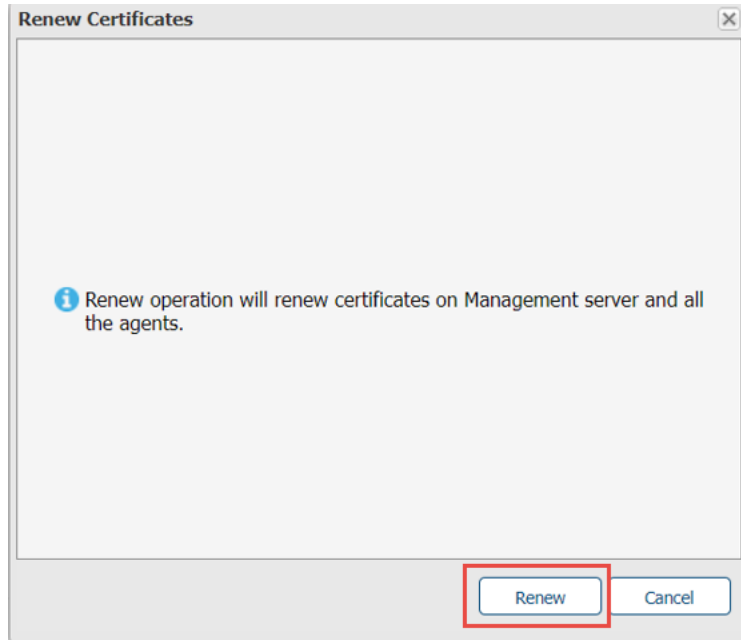 Renew Certificates
Renew operation will renew certificates on Management server and all
the agents.
Renew
Cancel